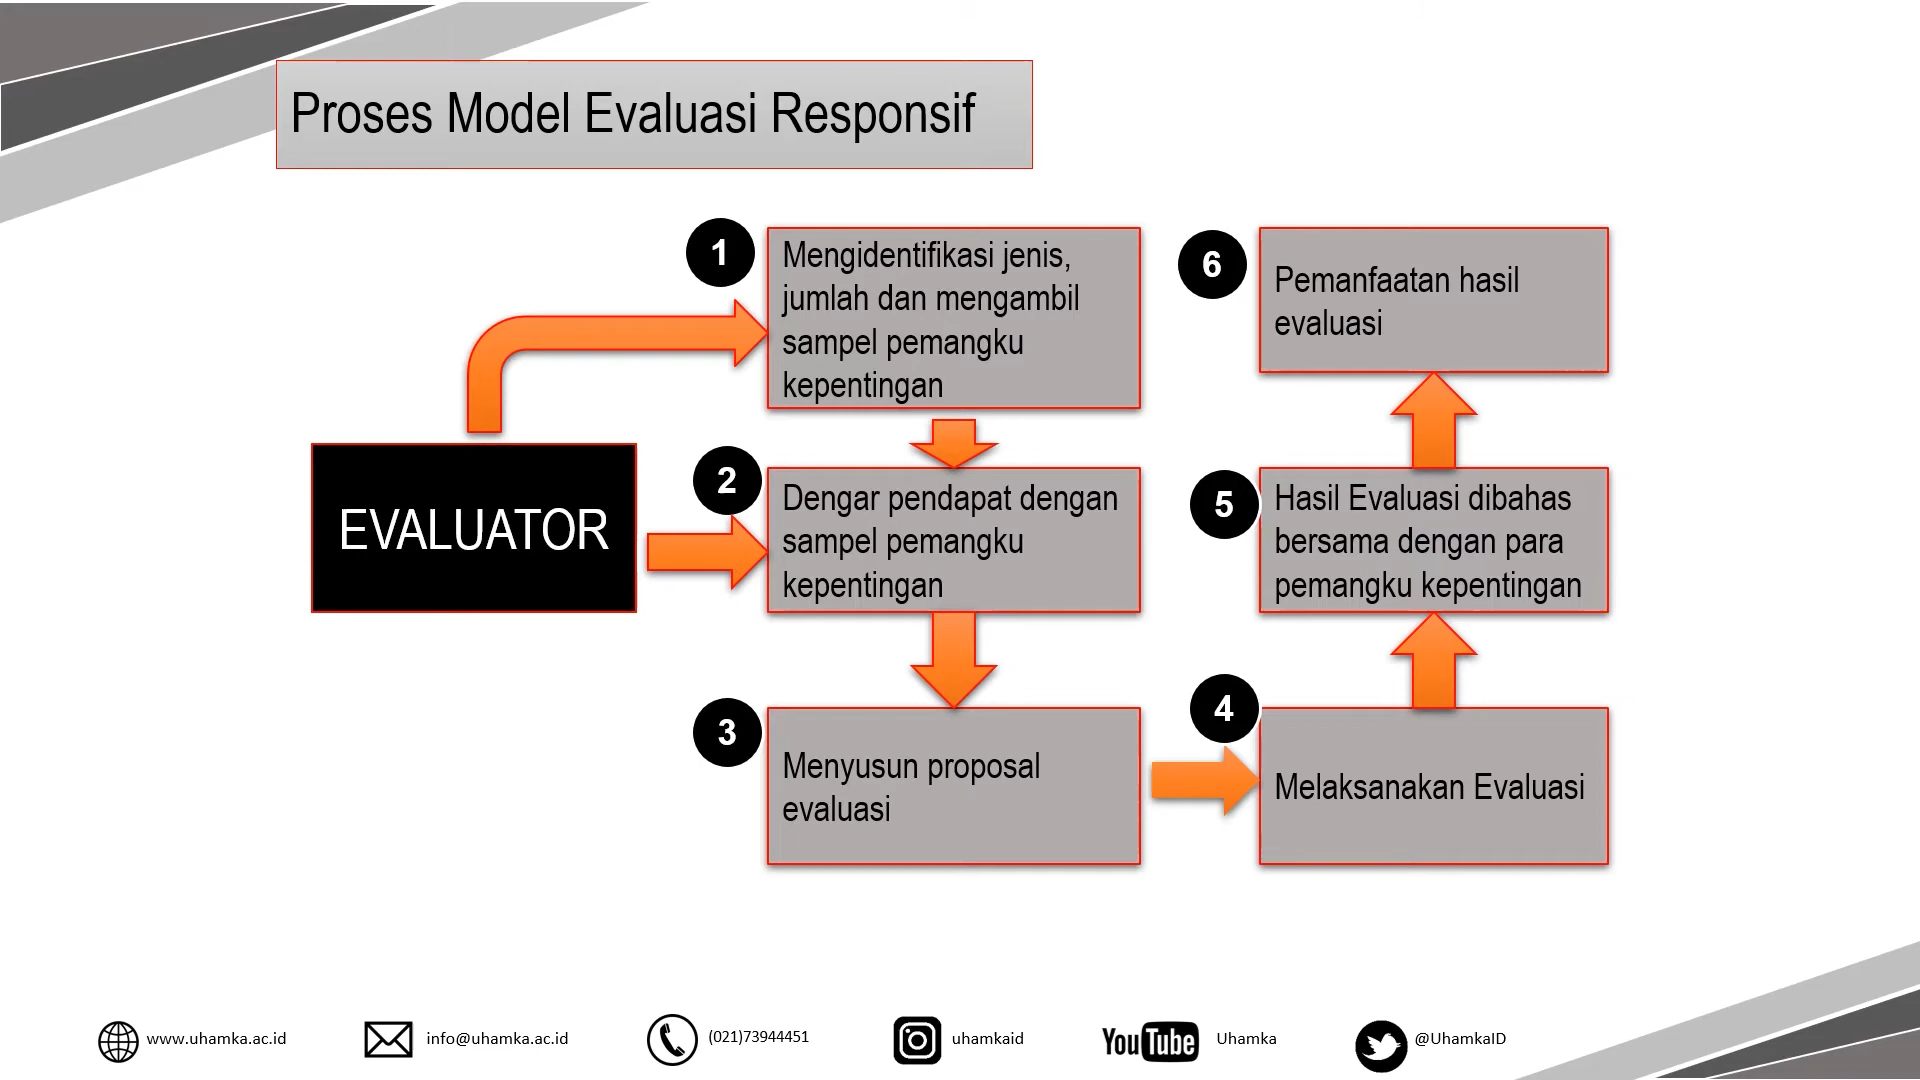 Proses Model Evaluasi Responsif
EVALUATOR
1
Mengidentifikasi jenis,
jumlah dan mengambil
sampel pemangku
kepentingan
2
Dengar pendapat dengan
sampel pemangku
kepentingan
3
Menyusun proposal
evaluasi
4
Melaksanakan Evaluasi
5
Hasil Evaluasi dibahas
bersama dengan para
pemangku kepentingan
6
Pemanfaatan hasil
evaluasi
www.uhamka.ac.id
info@uhamka.ac.id
(021)73944451
uhamkaid
YouTube Uhamka
@UhamkaID